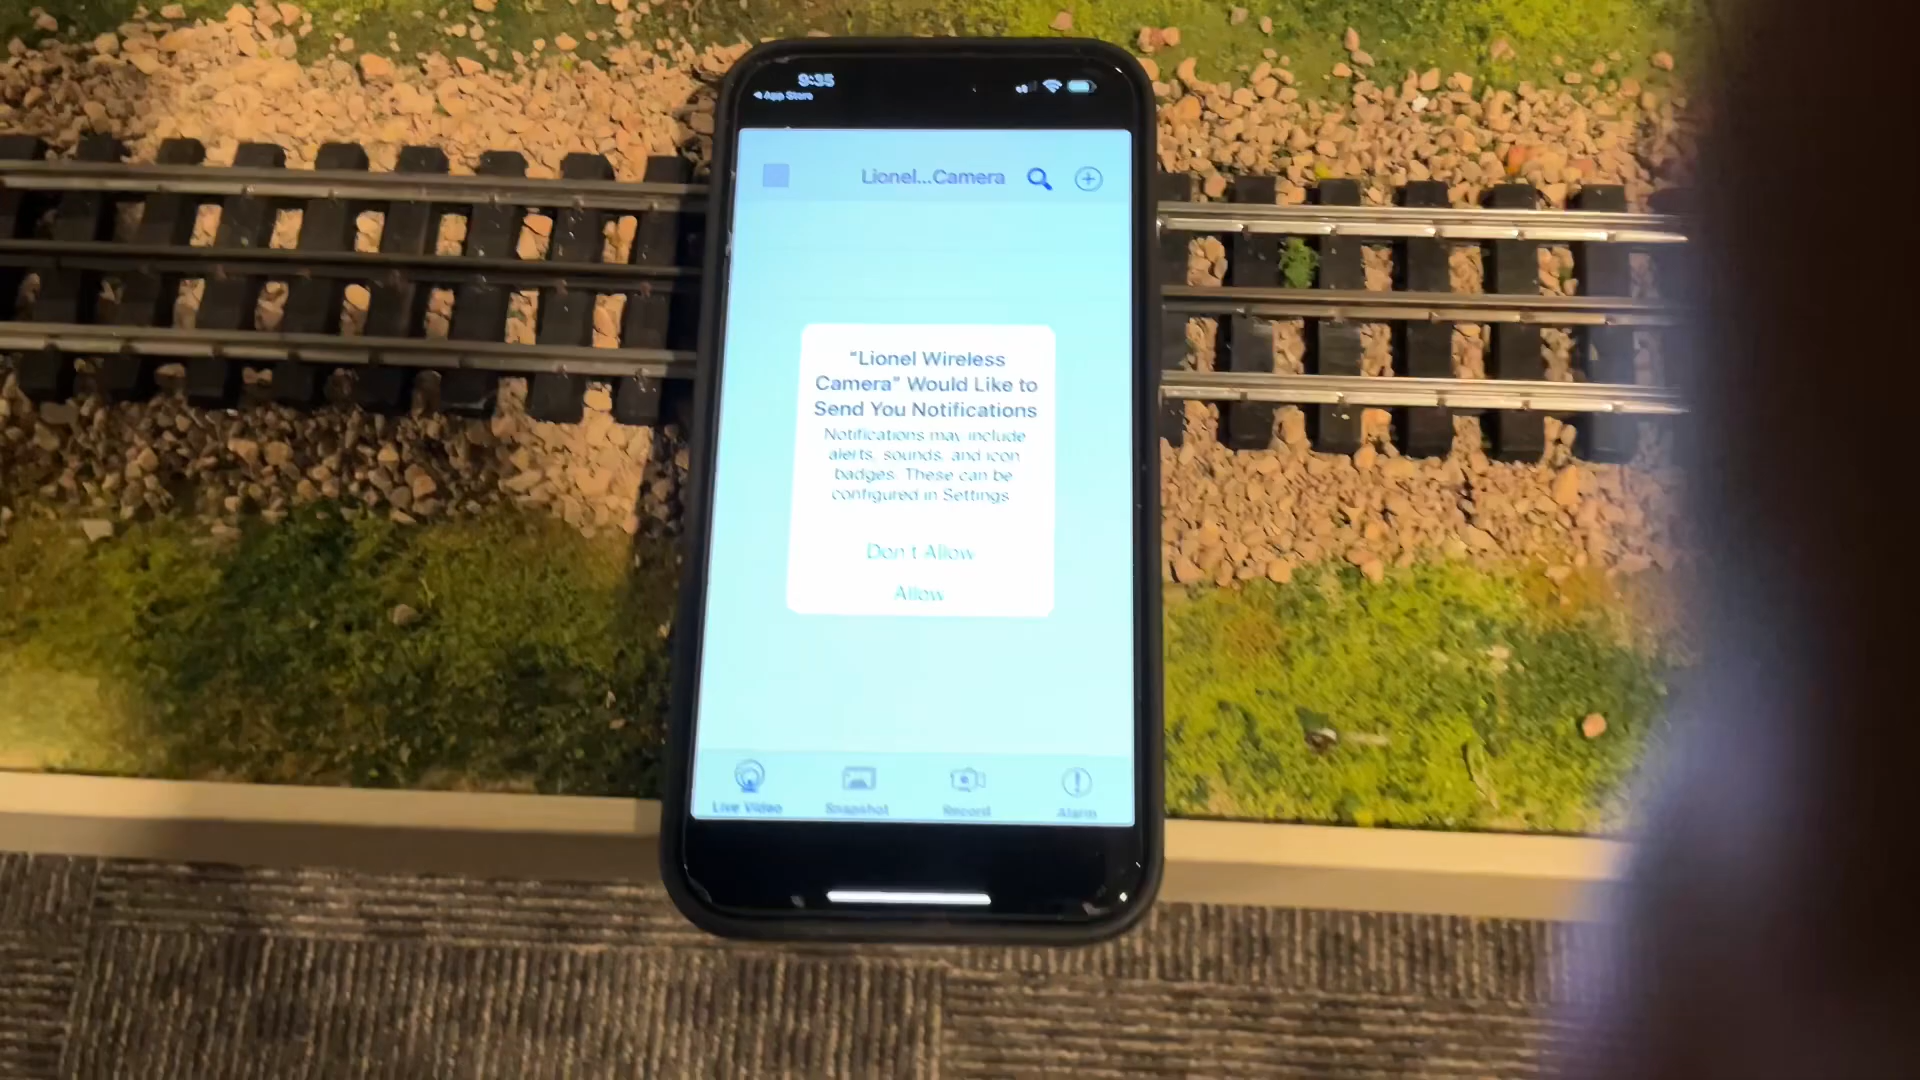 9:35
App Store
Lionel...Camera
"Lionel Wireless
Camera" Would Like to
Send You Notifications
Notifications may include
alerts, sounds, and icon
badges. These can be
configured in Settings
Don't Allow
Allow
Live Video
Snapshot
Record
Alarm